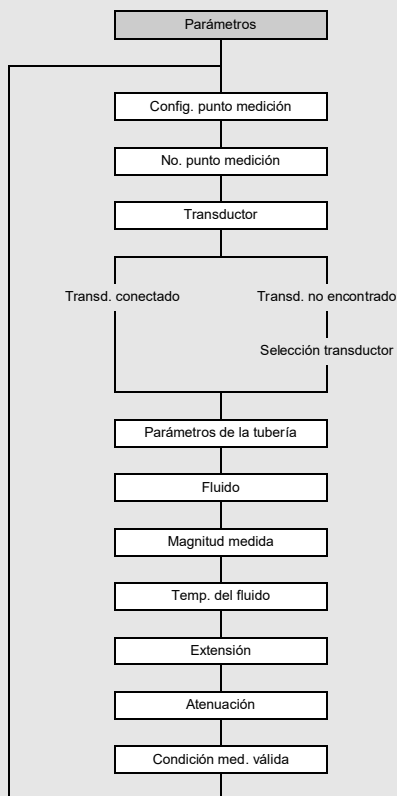 Parámetros
Config. punto medición
No. punto medición
Transductor
Transd. conectado
Transd. no encontrado
Selección transductor
Parámetros de la tubería
Fluido
Magnitud medida
Temp. del fluido
Extensión
Atenuación
Condición med. válida